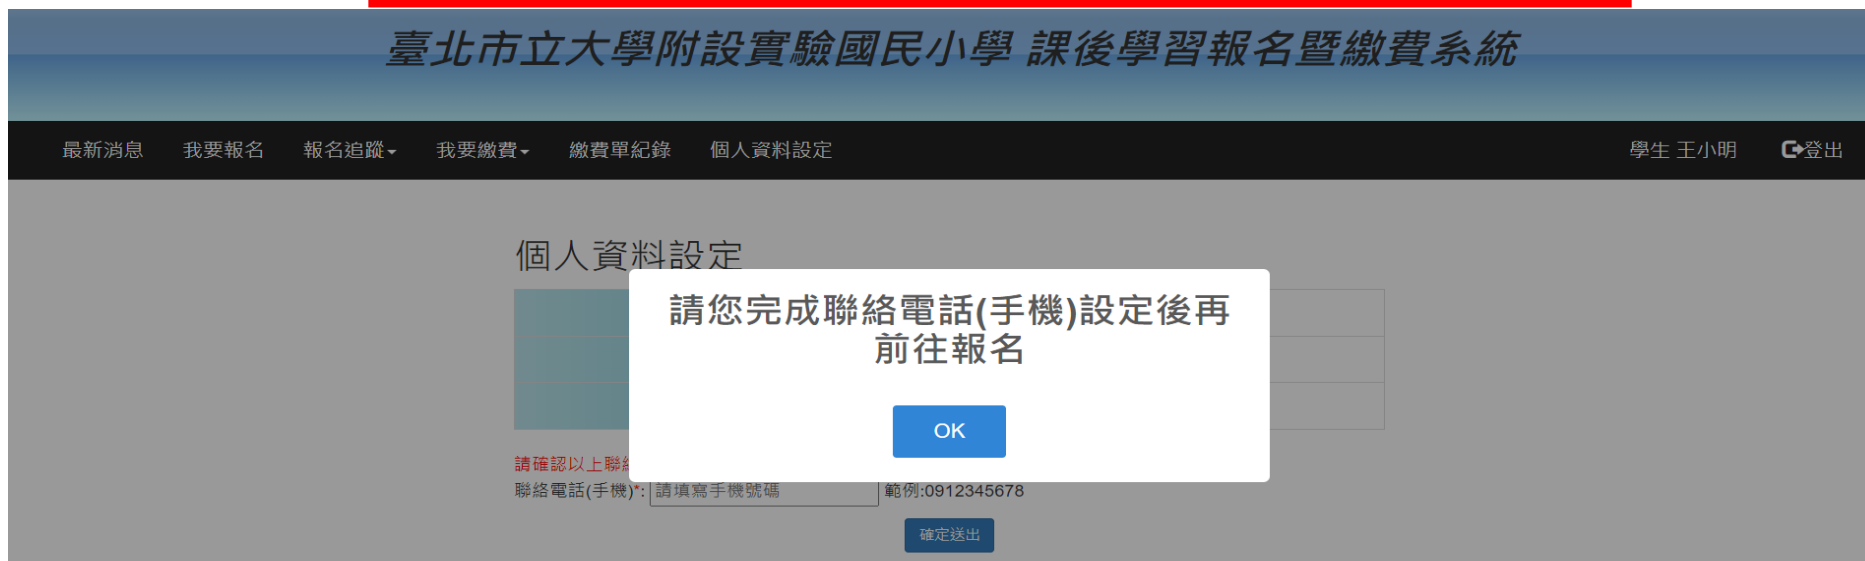 臺北市立大學附設實驗國民小學 課後學習報名暨繳費系統
最新消息 我要報名 報名追蹤 我要繳費 繳費單紀錄 個人資料設定 學生 王小明 登出
個人資料設定
請您完成聯絡電話(手機)設定後再
前往報名
OK
請確認以上聯
聯絡電話(手機)*: 請填寫手機號碼 範例:0912345678
確定送出